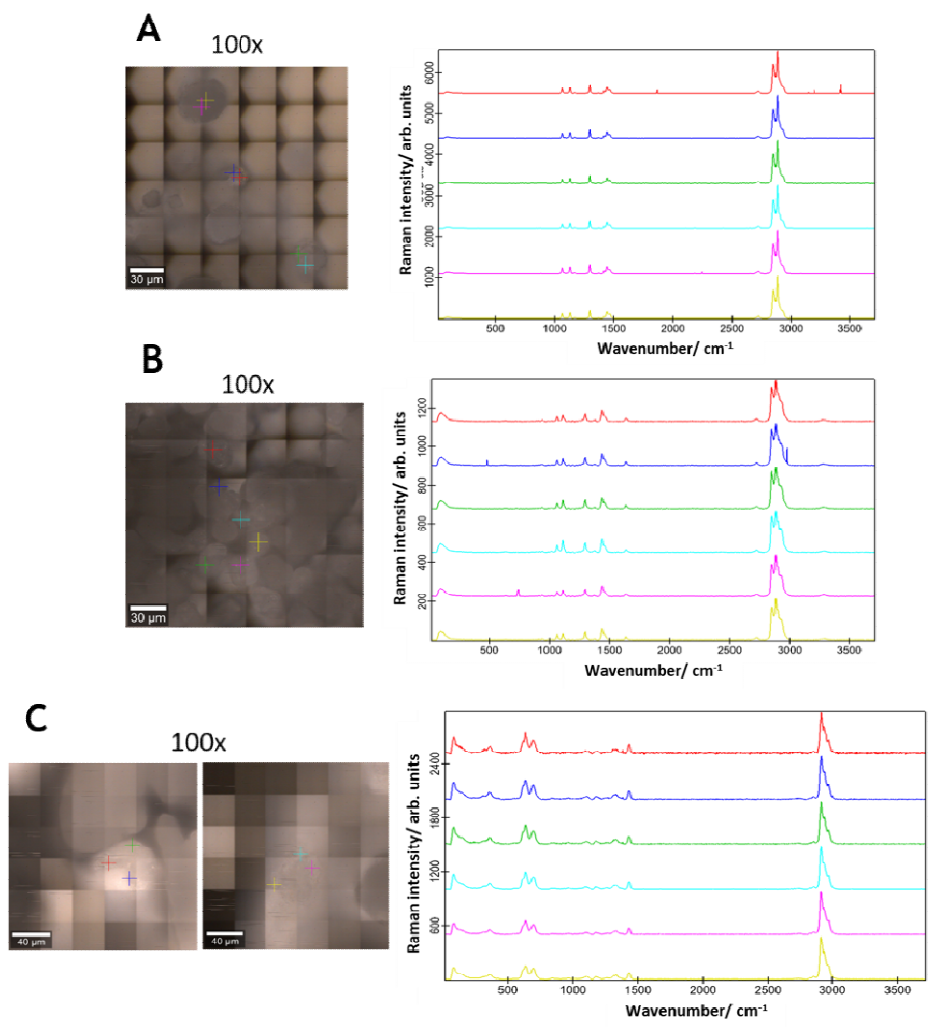 A
100x
30 µm
Raman intensity/ arb. units
6000
5000
4000
3000
2000
1000
500 1000 1500 2000 2500 3000 3500
Wavenumber/ cm-1
B
100x
30 µm
Raman intensity/ arb. units
1200
1000
800
600
400
200
500 1000 1500 2000 2500 3000 3500
Wavenumber/ cm-1
C
100x
40 µm
40 µm
Raman intensity/ arb. units
2400
1800
1200
600
500 1000 1500 2000 2500 3000 3500
Wavenumber/ cm-1